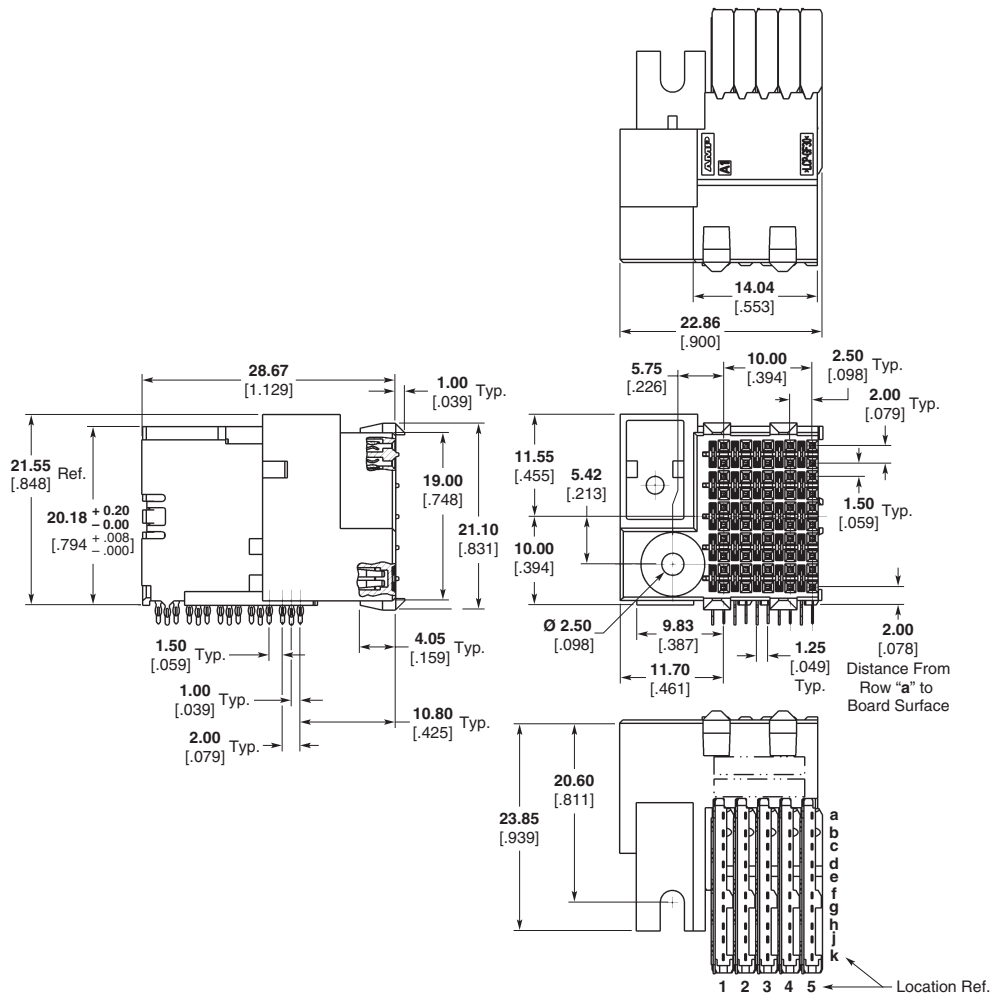 AMP
A1
>LCP-GF30<
14.04
[.553]
22.86
[.900]
28.67
[1.129]
1.00
[.039] Typ.
21.55
[.848] Ref.
20.18 + 0.20 – 0.00
[.794 + .008 – .000 ]
19.00
[.748]
21.10
[.831]
4.05
[.159] Typ.
1.50
[.059] Typ.
1.00
[.039] Typ.
2.00
[.079] Typ.
10.80
[.425] Typ.
5.75
[.226]
10.00
[.394]
2.50
[.098] Typ.
2.00
[.079] Typ.
11.55
[.455]
5.42
[.213]
1.50
[.059] Typ.
10.00
[.394]
Ø 2.50
[.098]
9.83
[.387]
11.70
[.461]
1.25
[.049]
Typ.
2.00
[.078]
Distance From
Row “a” to
Board Surface
20.60
[.811]
23.85
[.939]
a
b
c
d
e
f
g
h
j
k
1 2 3 4 5
Location Ref.